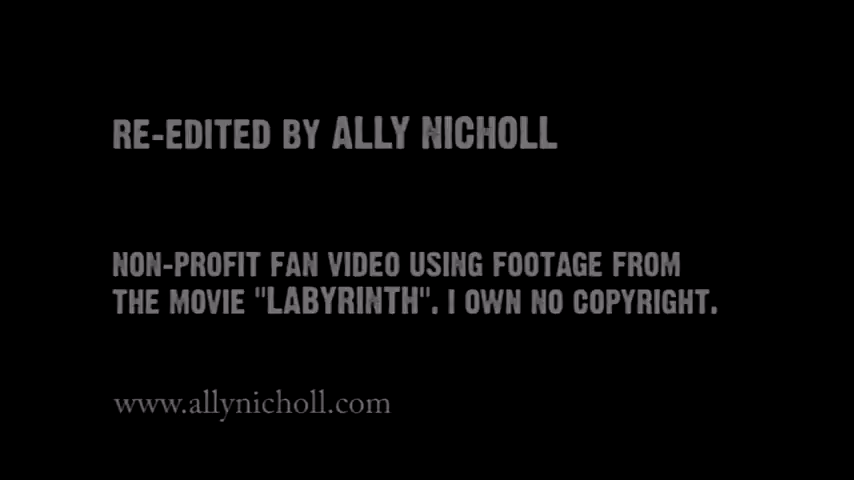 RE-EDITED BY ALLY NICHOLL
NON-PROFIT FAN VIDEO USING FOOTAGE FROM
THE MOVIE "LABYRINTH". I OWN NO COPYRIGHT.
www.allynicholl.com